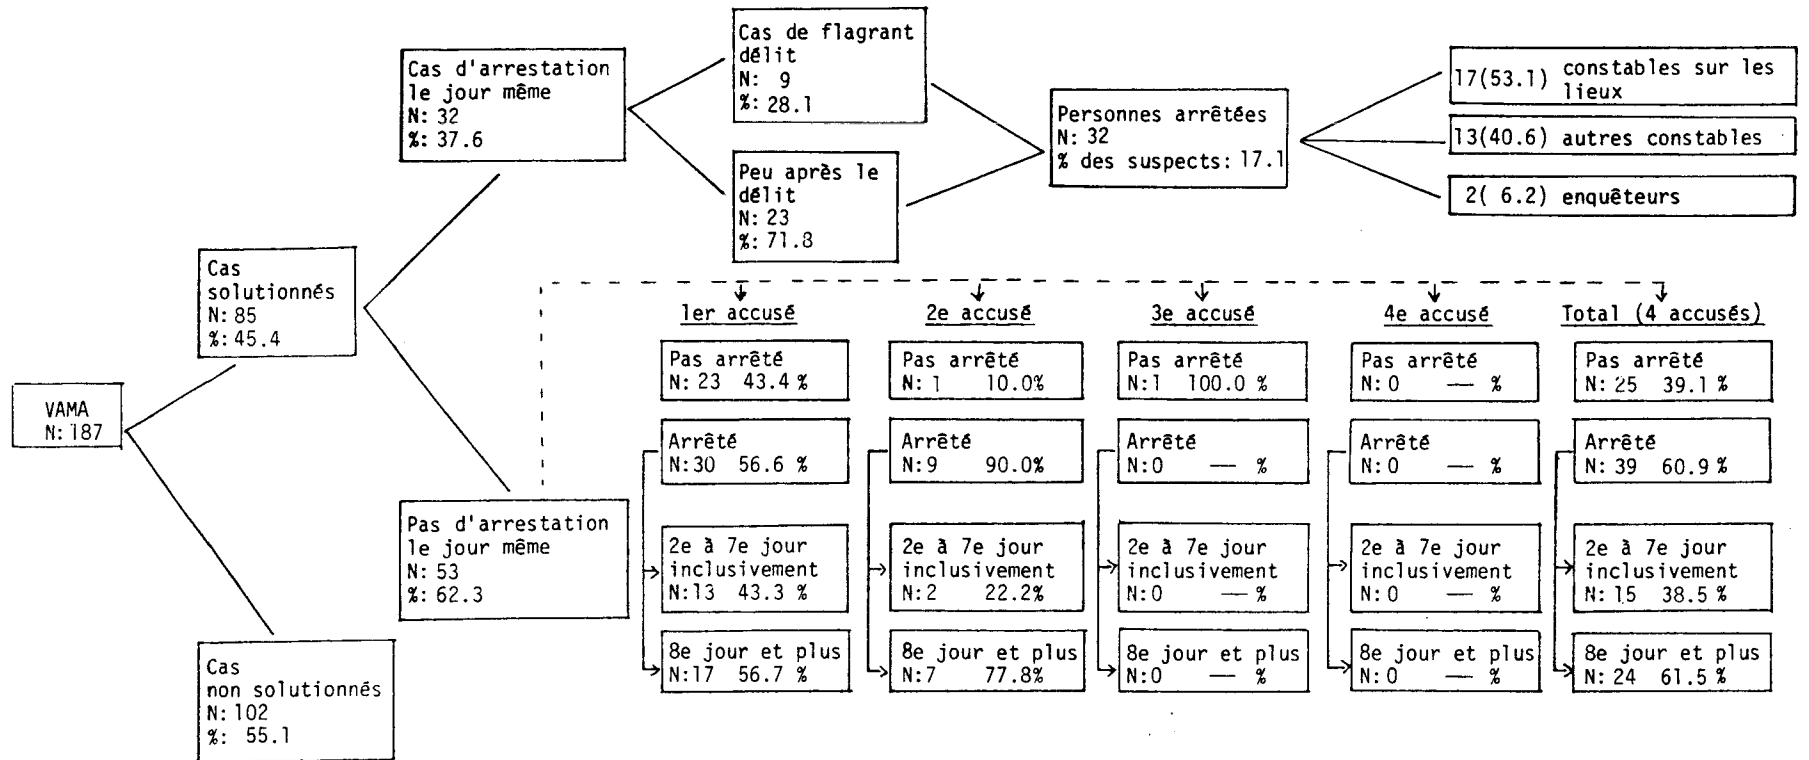 VAMA
N: 187
Cas
solutionnés
N: 85
%: 45.4
Cas
non solutionnés
N: 102
%: 55.1
Cas d'arrestation
le jour même
N: 32
%: 37.6
Pas d'arrestation
le jour même
N: 53
%: 62.3
Cas de flagrant
délit
N: 9
%: 28.1
Peu après le
délit
N: 23
%: 71.8
Personnes arrêtées
N: 32
% des suspects: 17.1
17(53.1) constables sur les
lieux
13(40.6) autres constables
2( 6.2) enquêteurs
1er accusé
Pas arrêté
N: 23 43.4 %
Arrêté
N: 30 56.6 %
2e à 7e jour
inclusivement
N: 13 43.3 %
8e jour et plus
N: 17 56.7 %
2e accusé
Pas arrêté
N: 1 10.0%
Arrêté
N: 9 90.0%
2e à 7e jour
inclusivement
N: 2 22.2%
8e jour et plus
N: 7 77.8%
3e accusé
Pas arrêté
N: 1 100.0 %
Arrêté
N: 0 — %
2e à 7e jour
inclusivement
N: 0 — %
8e jour et plus
N: 0 — %
4e accusé
Pas arrêté
N: 0 — %
Arrêté
N: 0 — %
2e à 7e jour
inclusivement
N: 0 — %
8e jour et plus
N: 0 — %
Total (4 accusés)
Pas arrêté
N: 25 39.1 %
Arrêté
N: 39 60.9 %
2e à 7e jour
inclusivement
N: 15 38.5 %
8e jour et plus
N: 24 61.5 %